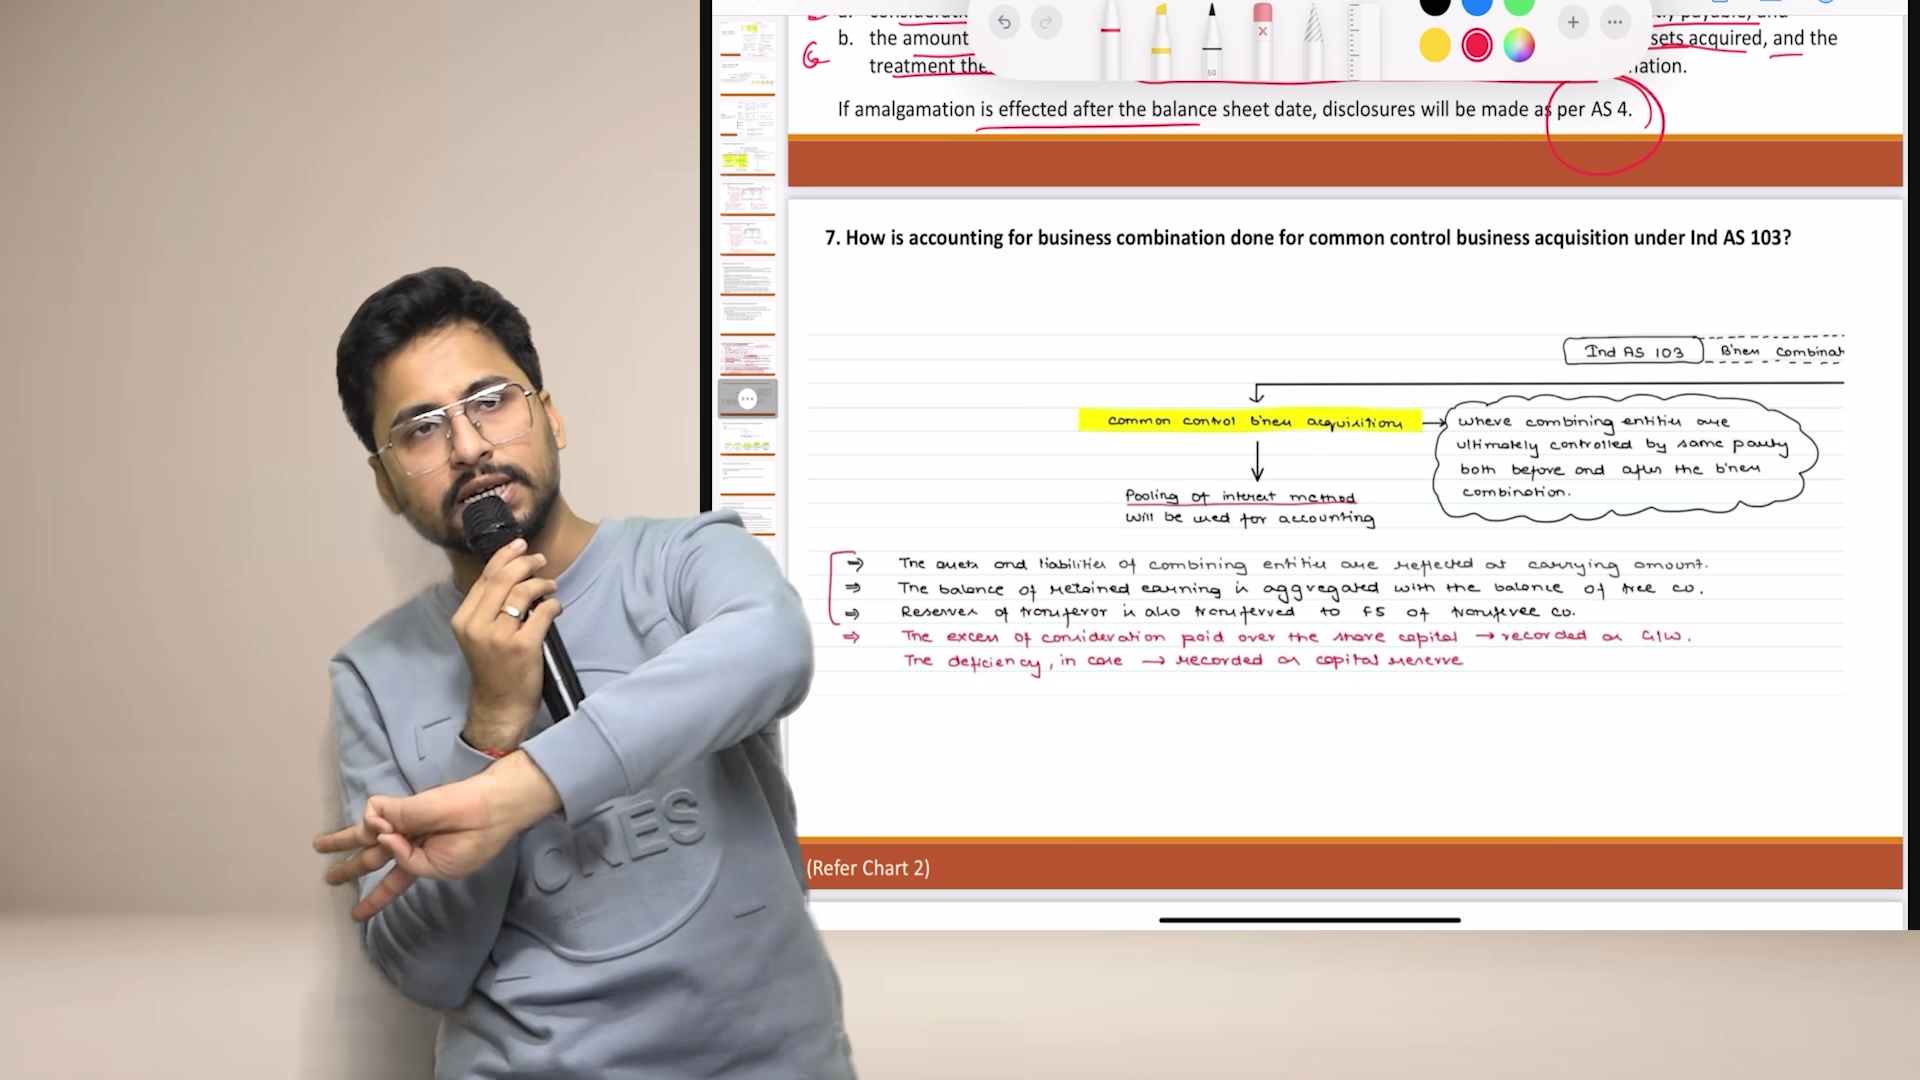 b. the amount sets acquired, and the
treatment the ation.
If amalgamation is effected after the balance sheet date, disclosures will be made as per AS 4.
50
7. How is accounting for business combination done for common control business acquisition under Ind AS 103?
Ind AS 103 B'ness Combinat
Common control b'ness acquisitions
where combining entities are
ultimately controlled by same party
both before and after the b'ness
combination.
Pooling of interest method
will be used for accounting
⇒ The assets and liabilities of combining entities are reflected at carrying amount.
⇒ The balance of retained earning is aggregated with the balance of tree co.
⇒ Reserves of transferor is also transferred to FS of transferee co.
⇒ The excess of consideration paid over the share capital → recorded as G/W.
The deficiency, in case → recorded as capital reserve
(Refer Chart 2)
ONES